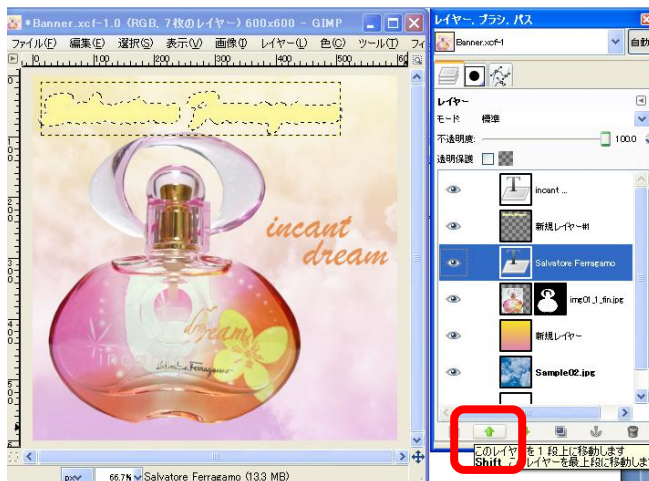 *Banner.xcf-1.0 (RGB, 7枚のレイヤー) 600x600 – GIMP
ファイル(F) 編集(E) 選択(S) 表示(V) 画像(I) レイヤー(L) 色(C) ツール(T) フィ
0 100 200 300 400 500 60
incant
dream
dream
Salvatore Ferragamo
px 66.7% Salvatore Ferragamo (13.3 MB)
レイヤー, ブラシ, パス
Banner.xcf-1 自動
レイヤー
モード 標準
不透明度: 100.0
透明保護
incant ...
新規レイヤー#1
Salvatore Ferragamo
img01_1_fin.jpg
新規レイヤー
Sample02.jpg
このレイヤーを 1 段上に移動します
Shift レイヤーを最上段に移動しま